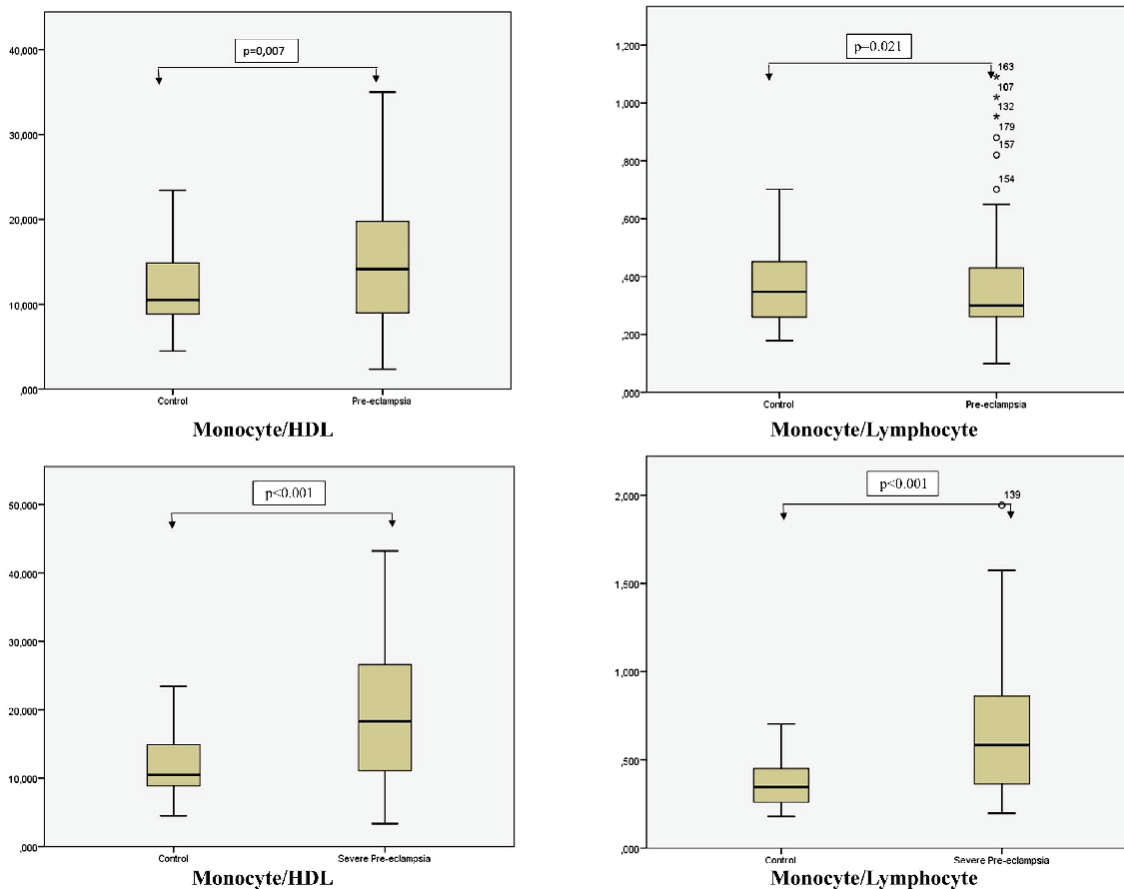 p=0,007
40,000
30,000
20,000
10,000
,000
Control
Pre-eclampsia
Monocyte/HDL
p=0.021
1,200
1,000
,800
,600
,400
,200
,000
163
107
132
179
157
154
Control
Pre-eclampsia
Monocyte/Lymphocyte
p<0.001
50,000
40,000
30,000
20,000
10,000
,000
Control
Severe Pre-eclampsia
Monocyte/HDL
p<0.001
2,000
1,500
1,000
,500
,000
139
Control
Severe Pre-eclampsia
Monocyte/Lymphocyte